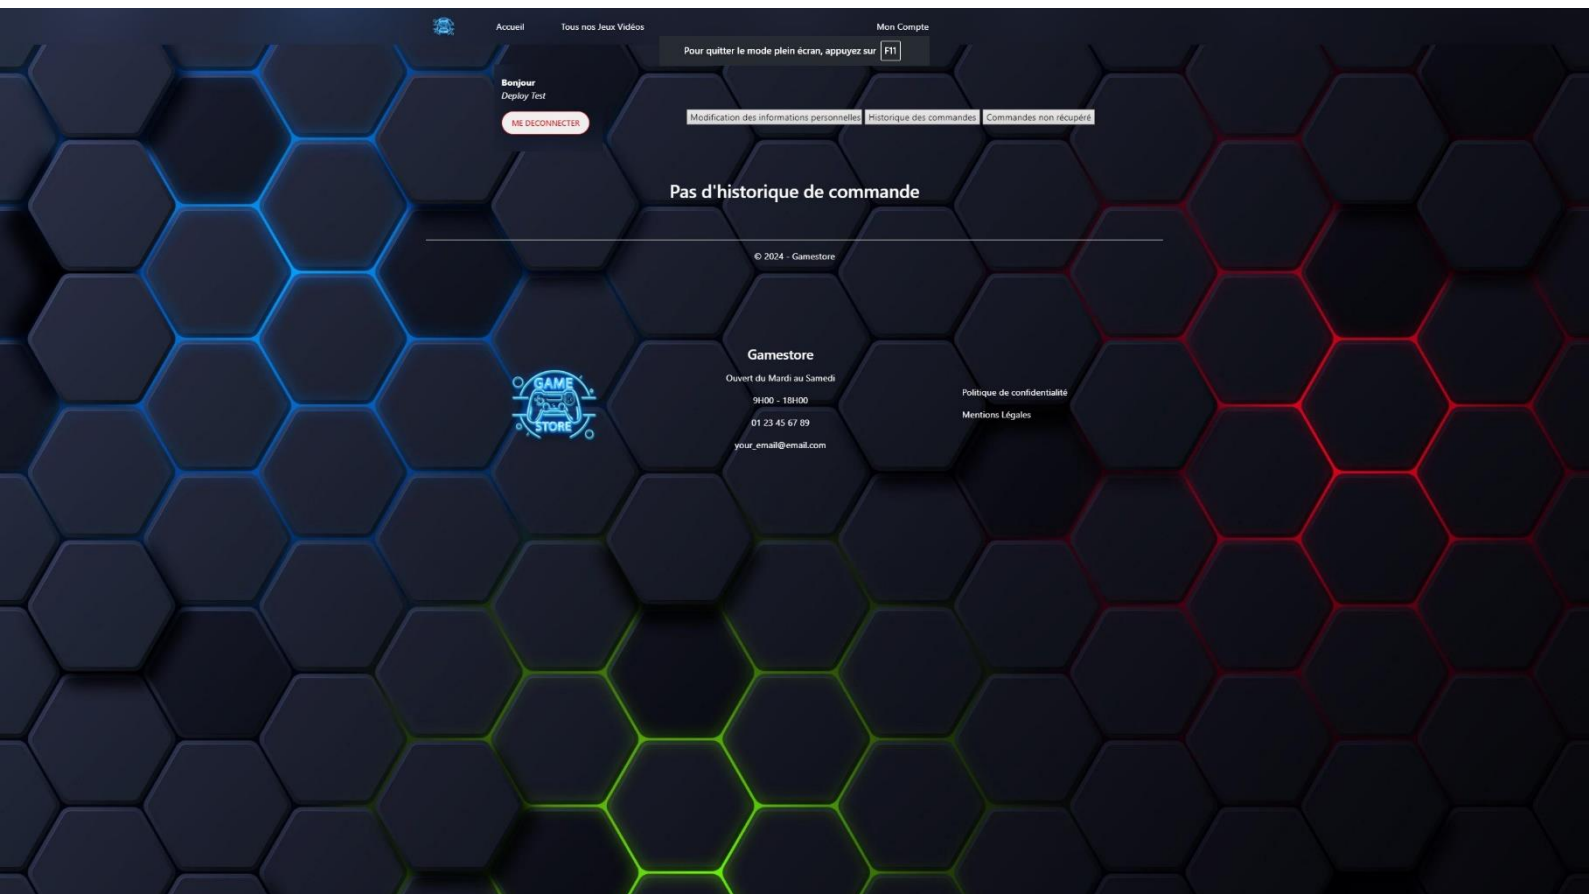 Accueil Tous nos Jeux Vidéos Mon Compte
Pour quitter le mode plein écran, appuyez sur F11
Bonjour
Deploy Test
ME DECONNECTER
Modification des informations personnelles Historique des commandes Commandes non récupéré
Pas d'historique de commande
© 2024 - Gamestore
GAME
STORE
Gamestore
Ouvert du Mardi au Samedi
9H00 - 18H00
01 23 45 67 89
your_email@email.com
Politique de confidentialité
Mentions Légales